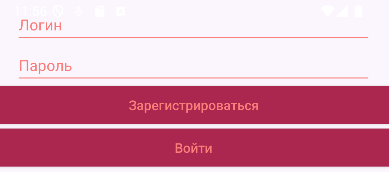 Логин
Пароль
Зарегистрироваться
Войти